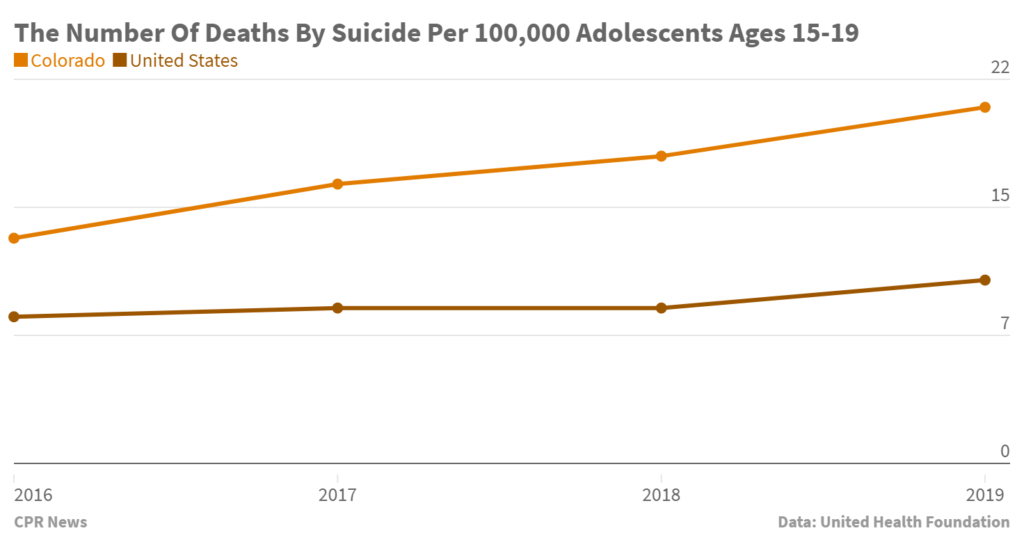 The Number Of Deaths By Suicide Per 100,000 Adolescents Ages 15-19
Colorado United States
22
15
7
0
2016 2017 2018 2019
CPR News Data: United Health Foundation